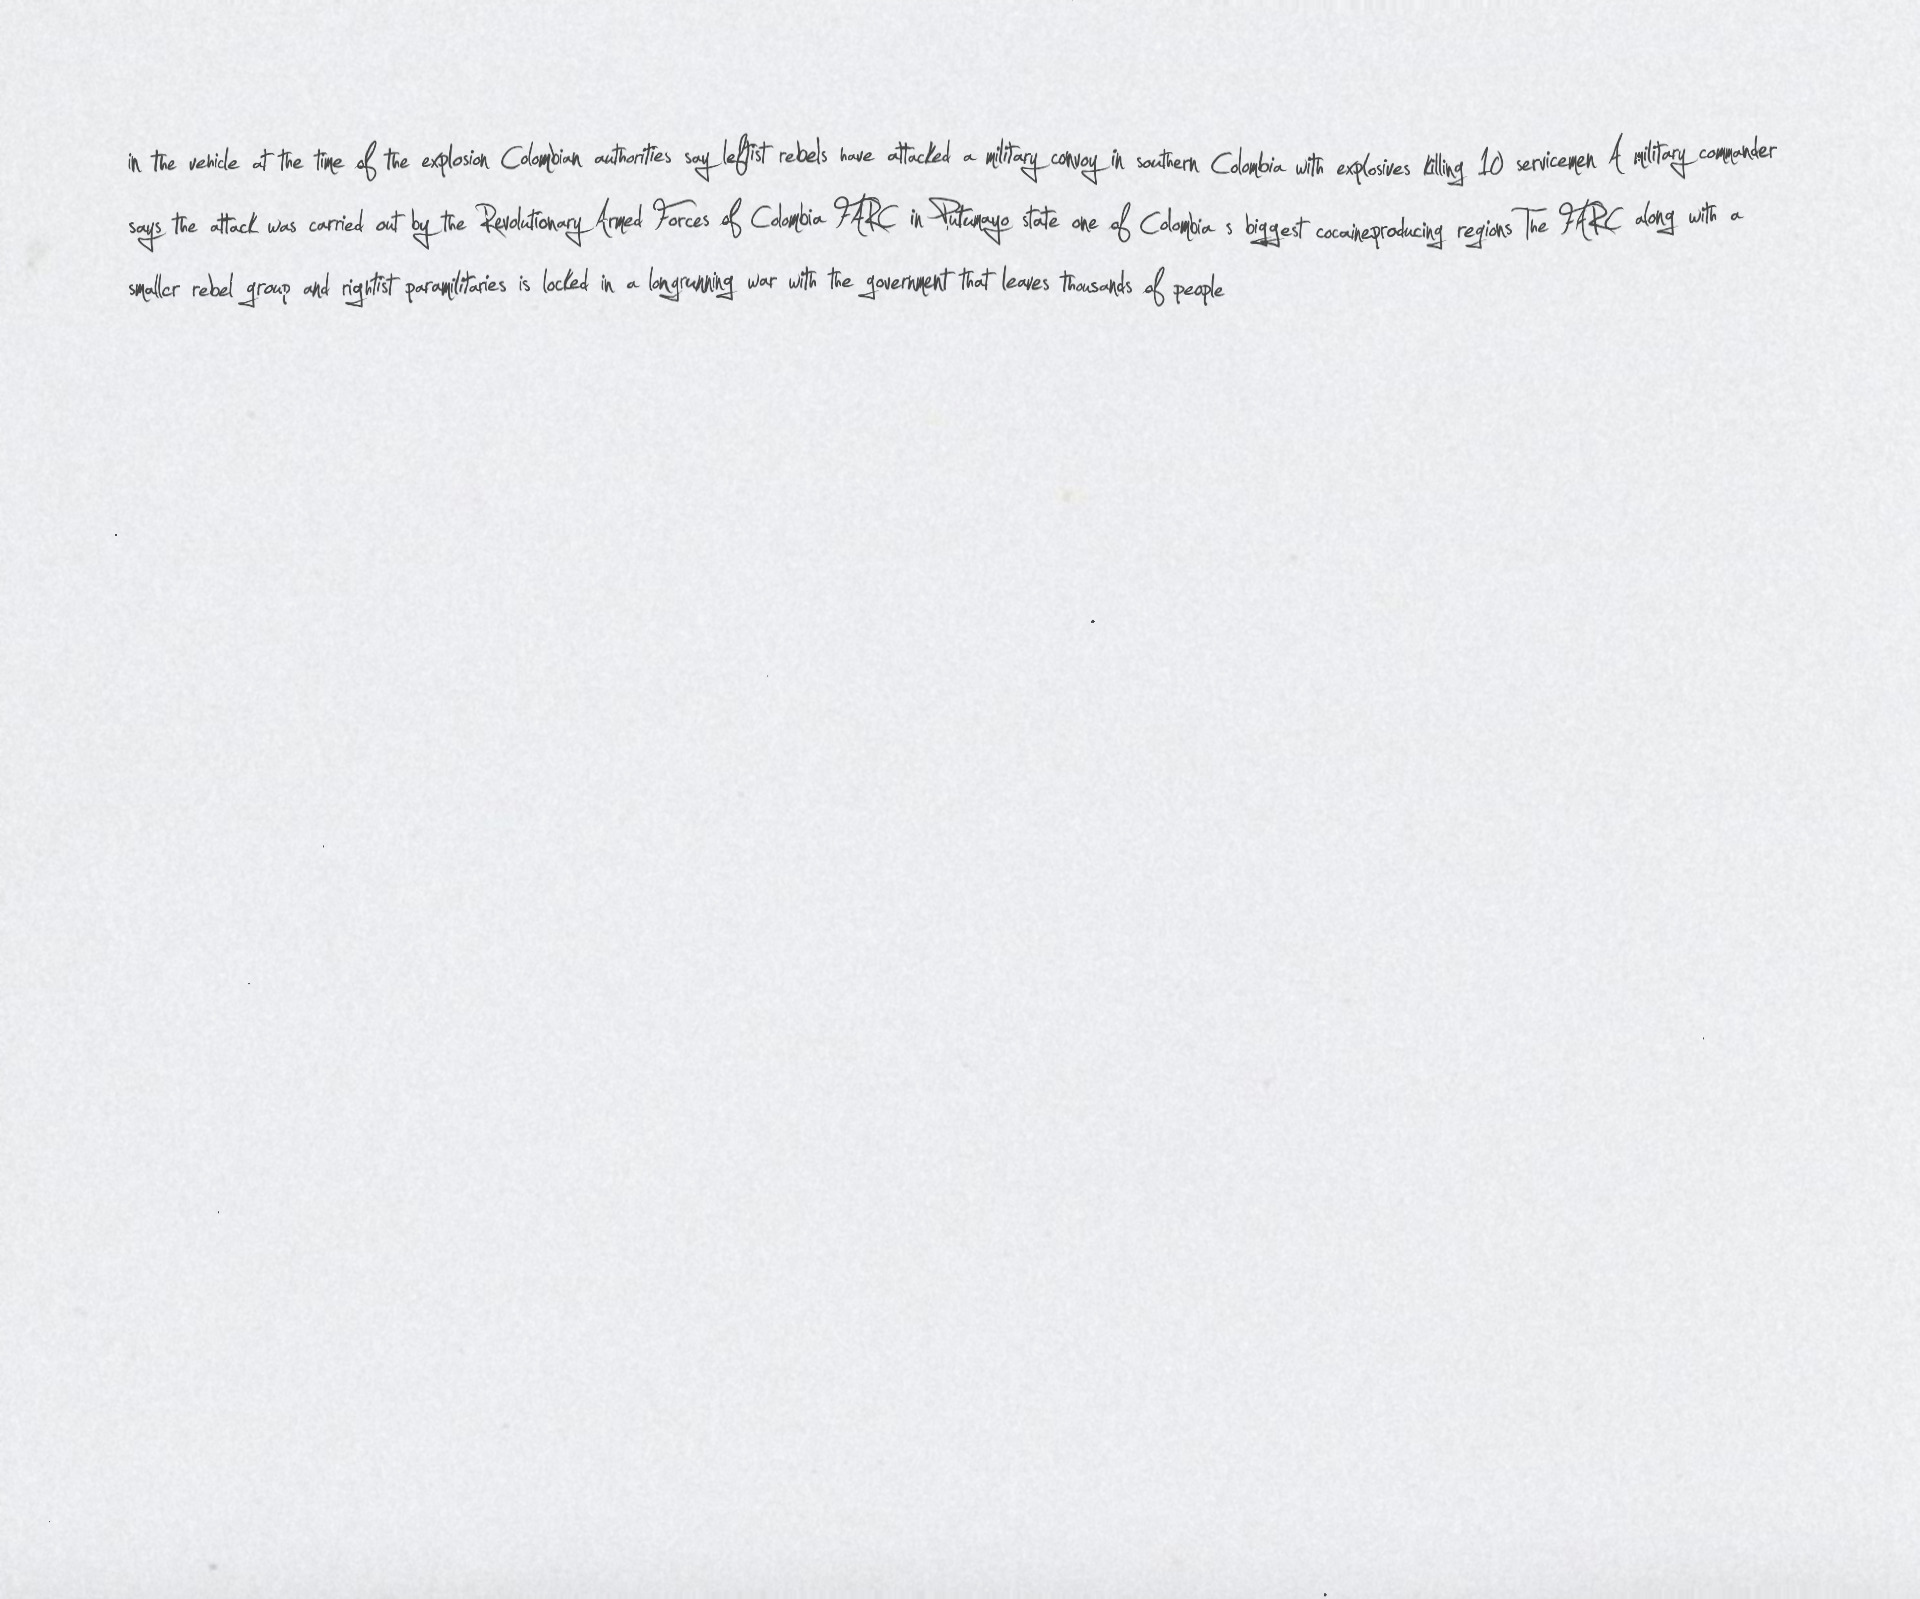 in the vehicle at the time of the explosion Colombian authorities say leftist rebels have attacked a military convoy in southern Colombia with explosives killing 10 servicemen A military commander
says the attack was carried out by the Revolutionary Armed Forces of Colombia FARC in Putumayo state one of Colombia s biggest cocaineproducing regions The FARC along with a
smaller rebel group and rightist paramilitaries is locked in a longrunning war with the government that leaves thousands of people